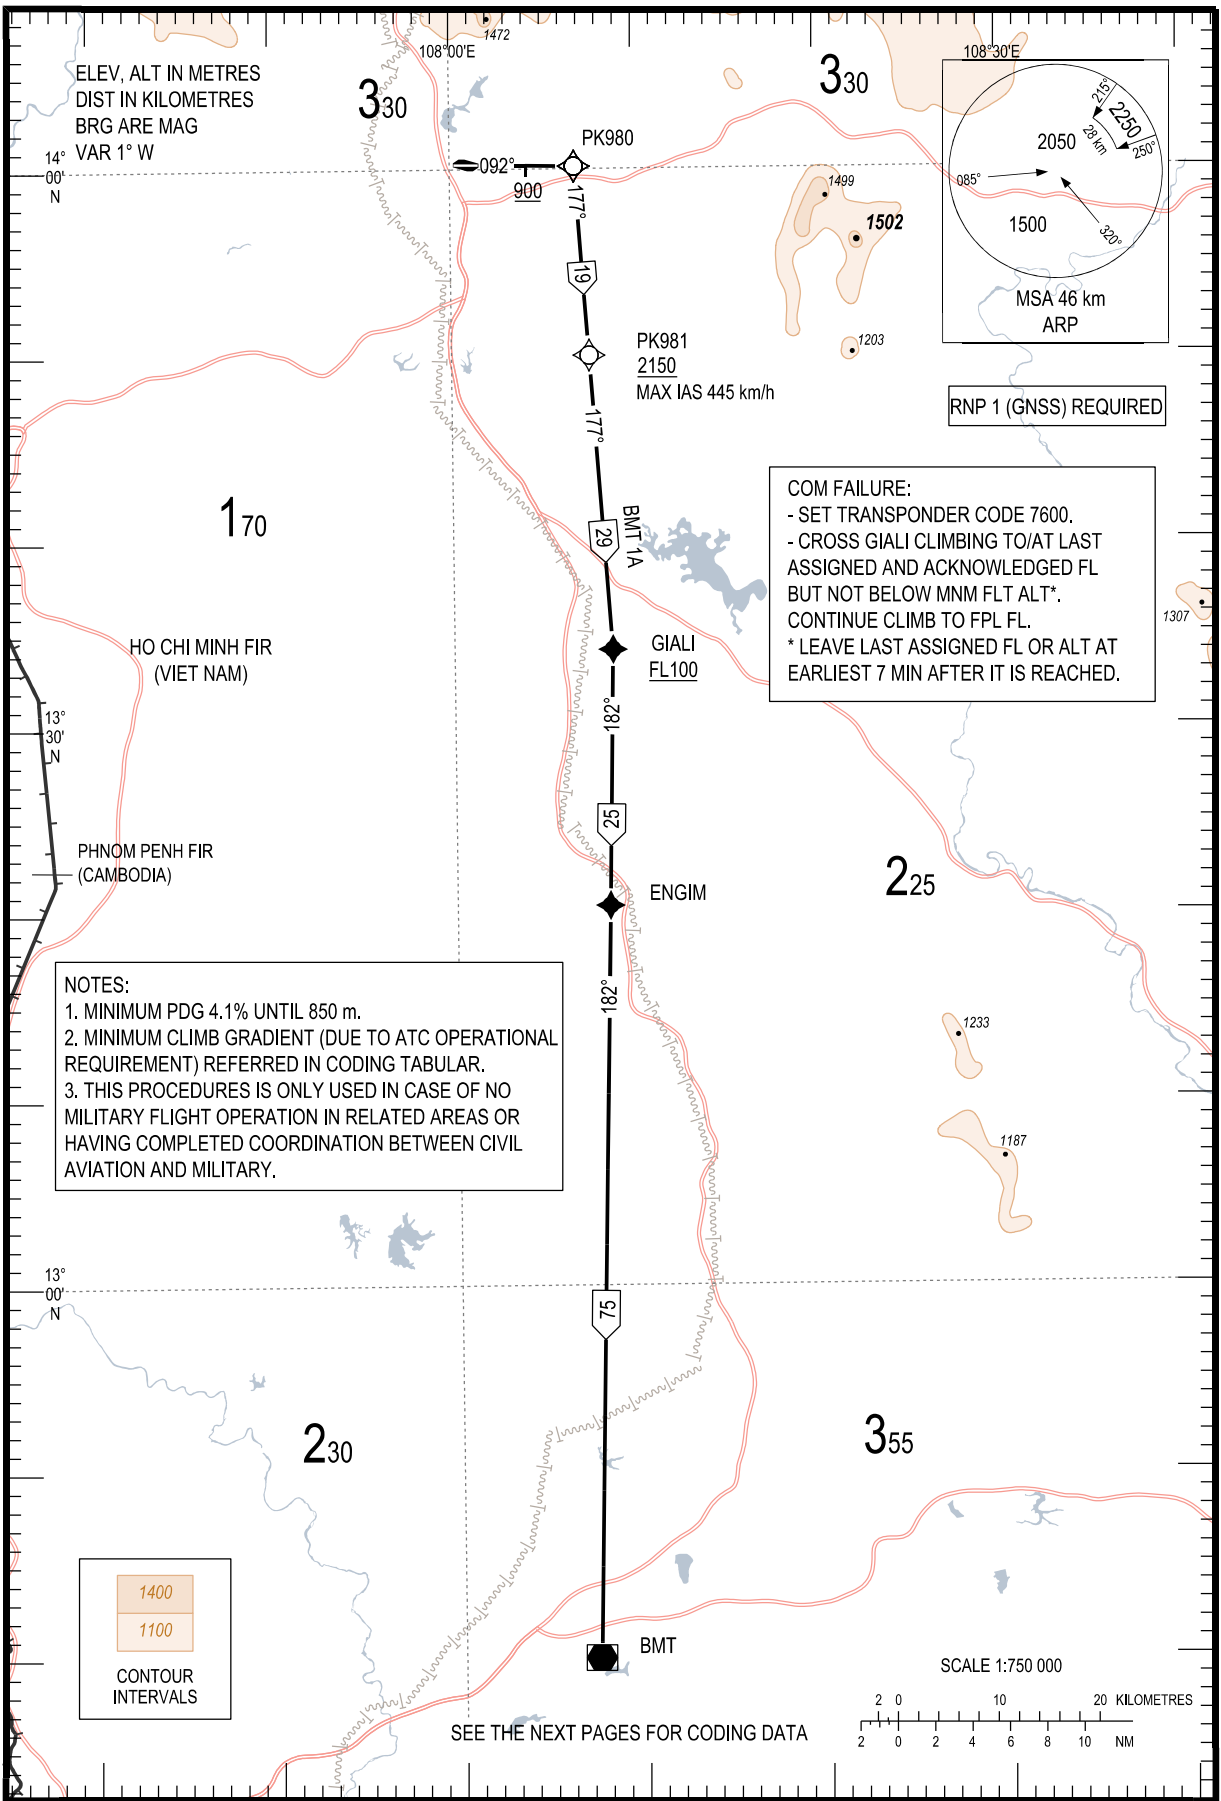 1472
108°00'E
108°30'E
ELEV, ALT IN METRES
DIST IN KILOMETRES
BRG ARE MAG
VAR 1° W
330
330
215°
2250
28 km
250°
2050
085°
1500
320°
MSA 46 km
ARP
14°
00'
N
092°
900
PK980
177°
1499
1502
19
PK981
2150
MAX IAS 445 km/h
1203
RNP 1 (GNSS) REQUIRED
177°
170
BMT 1A
29
COM FAILURE:
- SET TRANSPONDER CODE 7600.
- CROSS GIALI CLIMBING TO/AT LAST
ASSIGNED AND ACKNOWLEDGED FL
BUT NOT BELOW MNM FLT ALT*.
CONTINUE CLIMB TO FPL FL.
* LEAVE LAST ASSIGNED FL OR ALT AT
EARLIEST 7 MIN AFTER IT IS REACHED.
1307
HO CHI MINH FIR
(VIET NAM)
GIALI
FL100
13°
30'
N
182°
25
PHNOM PENH FIR
(CAMBODIA)
225
ENGIM
NOTES:
1. MINIMUM PDG 4.1% UNTIL 850 m.
2. MINIMUM CLIMB GRADIENT (DUE TO ATC OPERATIONAL
REQUIREMENT) REFERRED IN CODING TABULAR.
3. THIS PROCEDURES IS ONLY USED IN CASE OF NO
MILITARY FLIGHT OPERATION IN RELATED AREAS OR
HAVING COMPLETED COORDINATION BETWEEN CIVIL
AVIATION AND MILITARY.
182°
1233
1187
13°
00'
N
75
230
355
1400
1100
CONTOUR
INTERVALS
BMT
SCALE 1:750 000
2 0 10 20 KILOMETRES
2 0 2 4 6 8 10 NM
SEE THE NEXT PAGES FOR CODING DATA